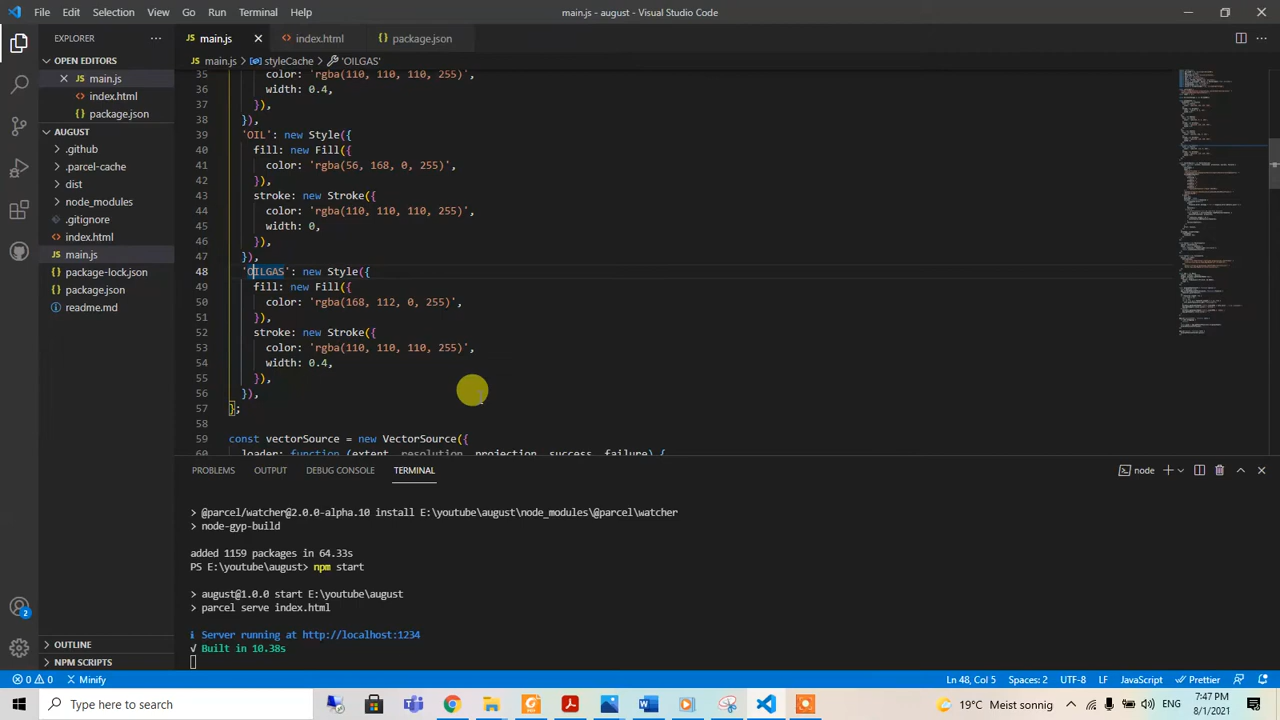 File Edit Selection View Go Run Terminal Help
main.js - august - Visual Studio Code
EXPLORER
OPEN EDITORS
main.js
index.html
package.json
AUGUST
.github
.parcel-cache
dist
node_modules
.gitignore
index.html
main.js
package-lock.json
package.json
readme.md
OUTLINE
NPM SCRIPTS
main.js index.html package.json
main.js > styleCache > 'OILGAS'
35 color: 'rgba(110, 110, 110, 255)',
36 width: 0.4,
37 }),
38 }),
39 'OIL': new Style({
40 fill: new Fill({
41 color: 'rgba(56, 168, 0, 255)',
42 }),
43 stroke: new Stroke({
44 color: 'rgba(110, 110, 110, 255)',
45 width: 0,
46 }),
47 }),
48 'OILGAS': new Style({
49 fill: new Fill({
50 color: 'rgba(168, 112, 0, 255)',
51 }),
52 stroke: new Stroke({
53 color: 'rgba(110, 110, 110, 255)',
54 width: 0.4,
55 }),
56 }),
57 };
58
59 const vectorSource = new VectorSource({
loader: function (extent, resolution, projection, success, failure) {
PROBLEMS OUTPUT DEBUG CONSOLE TERMINAL
node
> @parcel/watcher@2.0.0-alpha.10 install E:\youtube\august\node_modules\@parcel\watcher
> node-gyp-build
added 1159 packages in 64.33s
PS E:\youtube\august> npm start
> august@1.0.0 start E:\youtube\august
> parcel serve index.html
i Server running at http://localhost:1234
√ Built in 10.38s
2
0 0 Minify
Ln 48, Col 5 Spaces: 2 UTF-8 LF JavaScript Prettier
Type here to search
19°C Meist sonnig
ENG
7:47 PM
8/1/2021